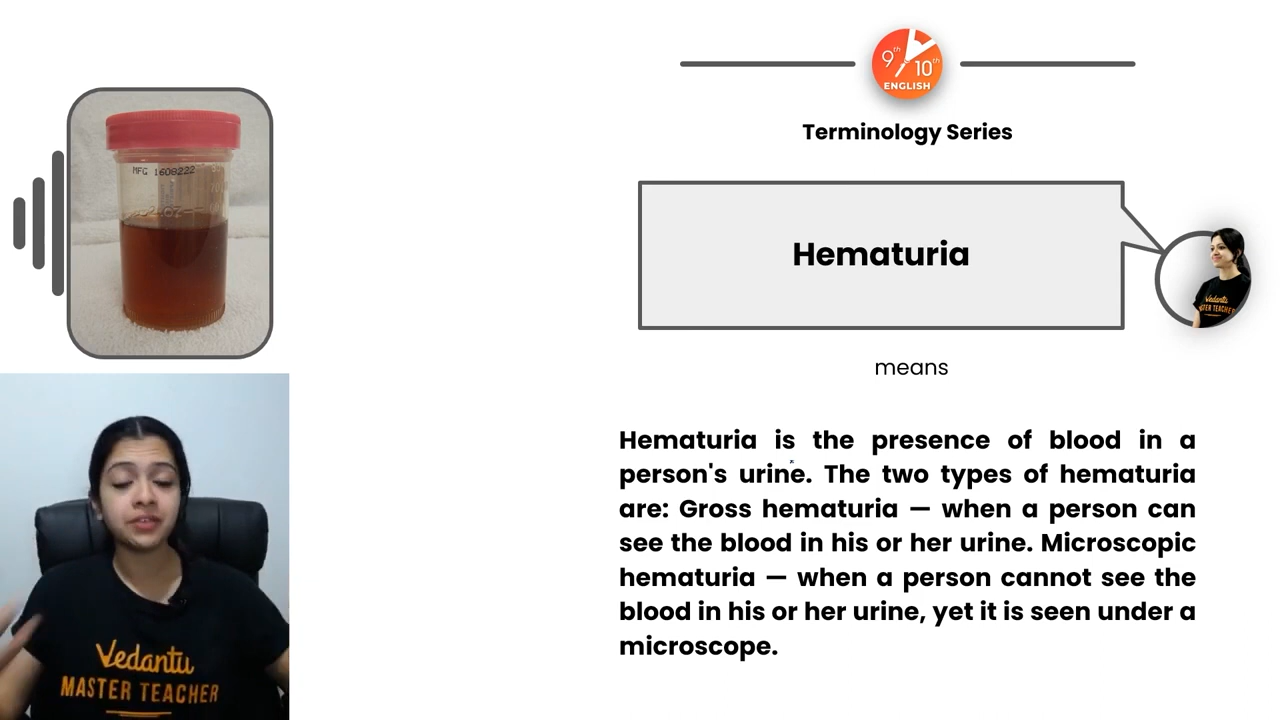 9th 10th
ENGLISH
Terminology Series
MFG 1608222
Hematuria
Vedantu
MASTER TEACHER
means
Hematuria is the presence of blood in a
person's urine. The two types of hematuria
are: Gross hematuria — when a person can
see the blood in his or her urine. Microscopic
hematuria — when a person cannot see the
blood in his or her urine, yet it is seen under a
microscope.
Vedantu
MASTER TEACHER